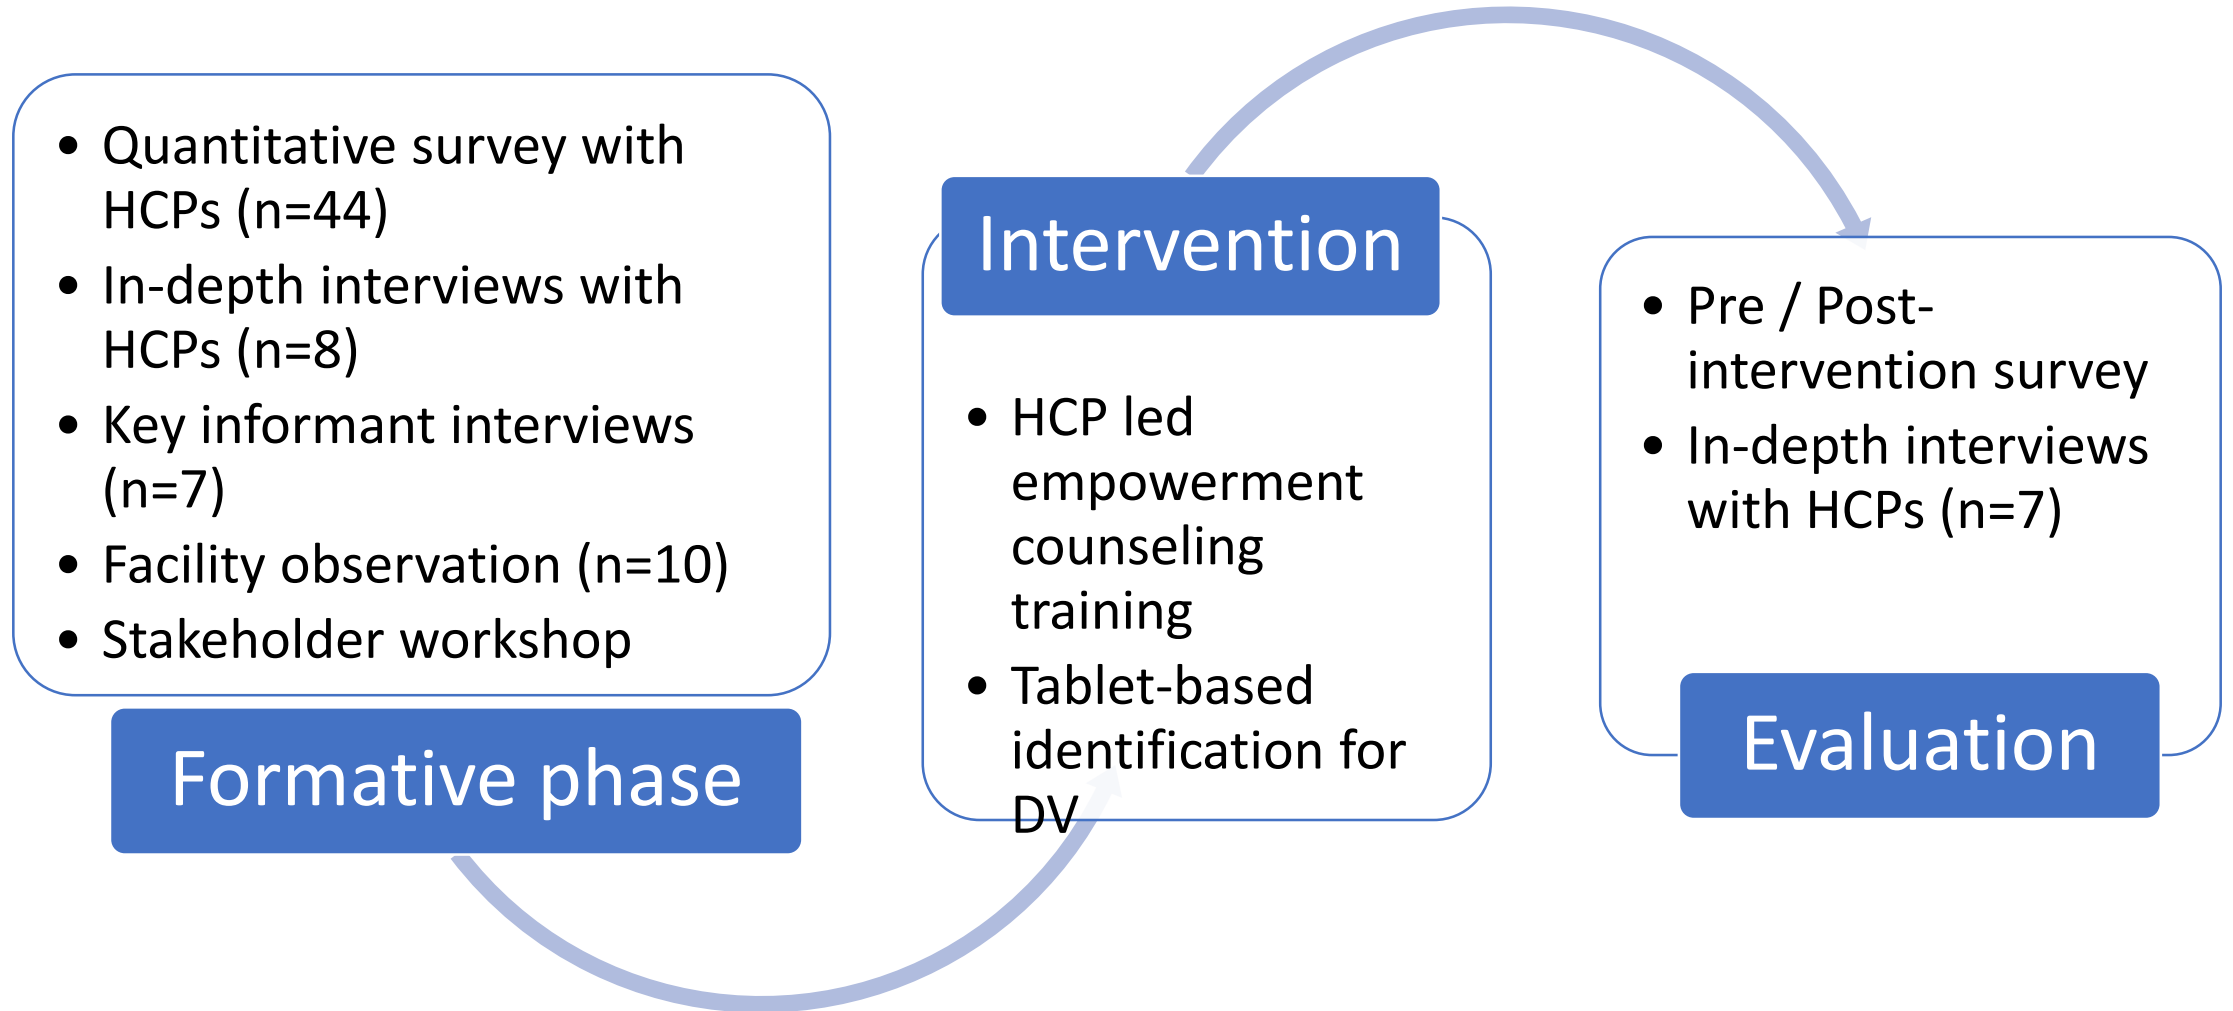 • Quantitative survey with
HCPs (n=44)
• In-depth interviews with
HCPs (n=8)
• Key informant interviews
(n=7)
• Facility observation (n=10)
• Stakeholder workshop
Formative phase
Intervention
• HCP led
empowerment
counseling
training
• Tablet-based
identification for
DV
• Pre / Post-
intervention survey
• In-depth interviews
with HCPs (n=7)
Evaluation